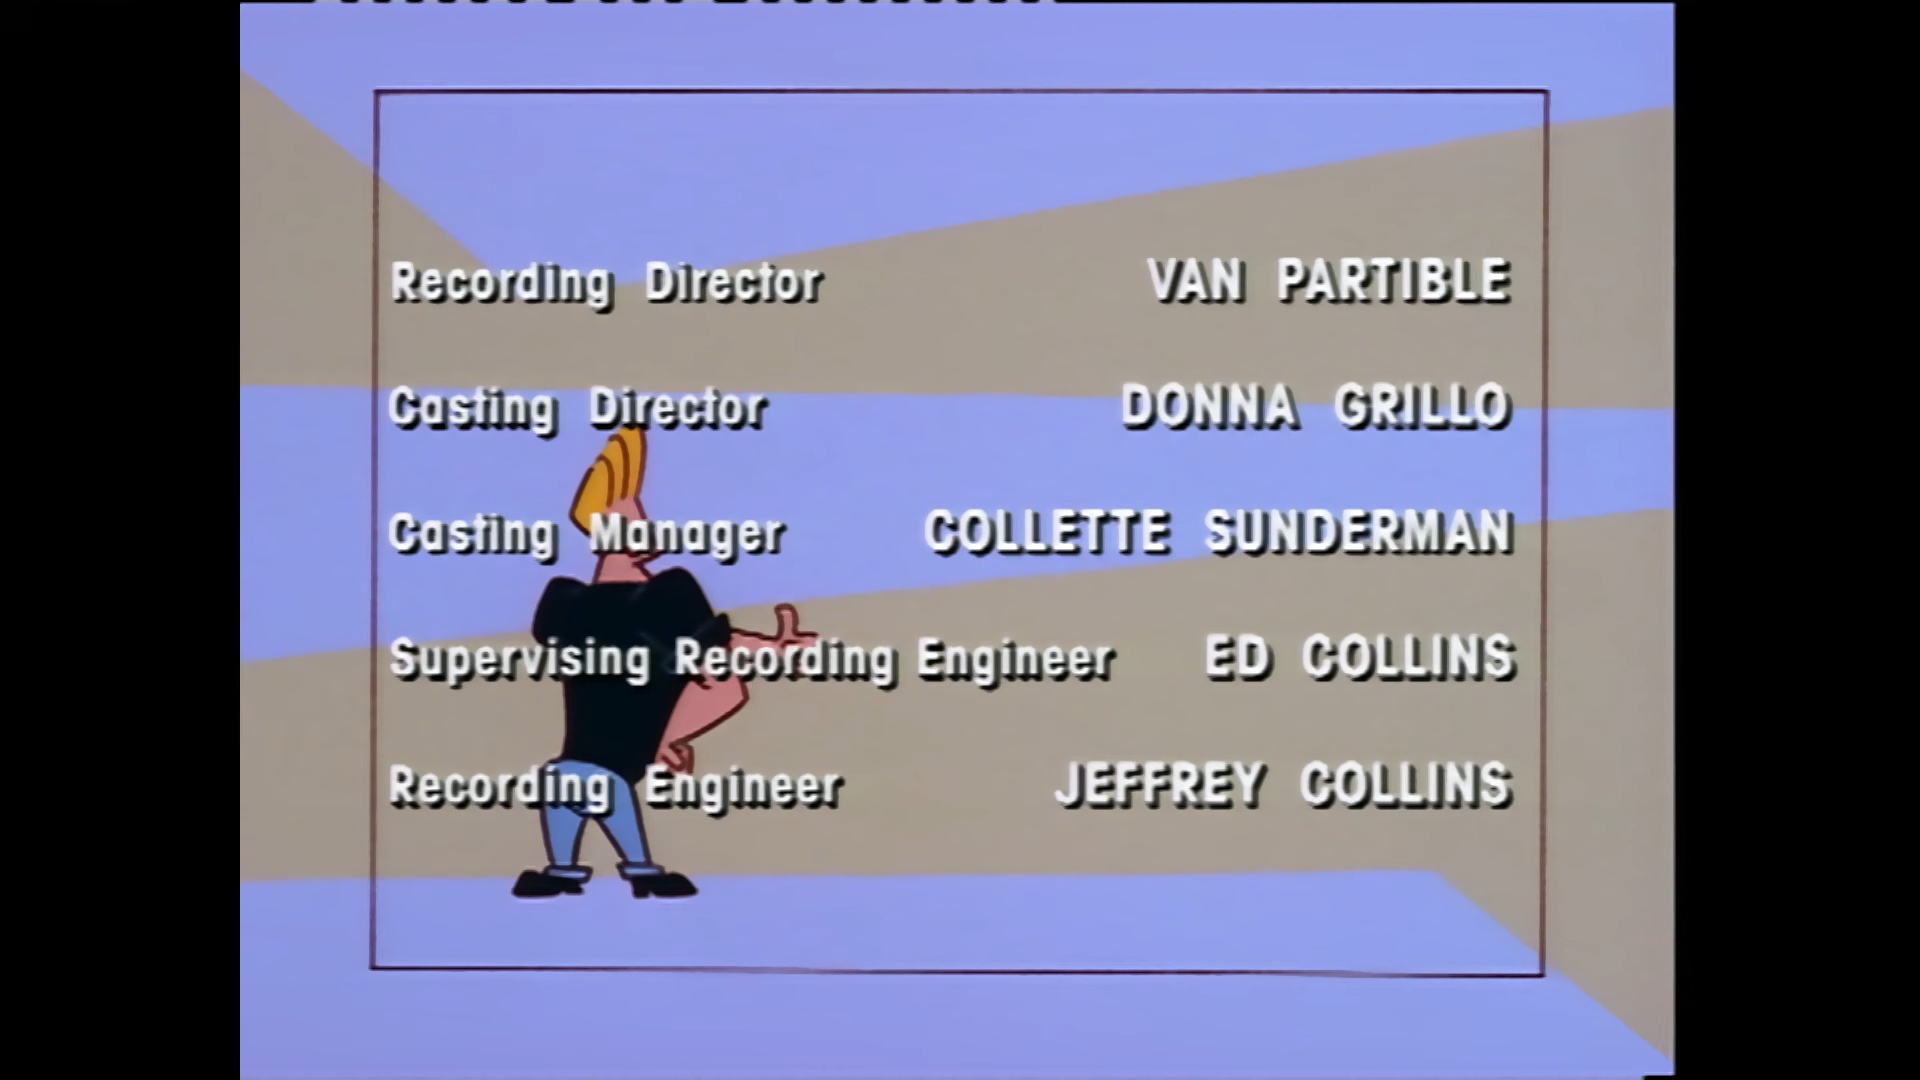 Recording Director VAN PARTIBLE
Casting Director DONNA GRILLO
Casting Manager COLLETTE SUNDERMAN
Supervising Recording Engineer ED COLLINS
Recording Engineer JEFFREY COLLINS